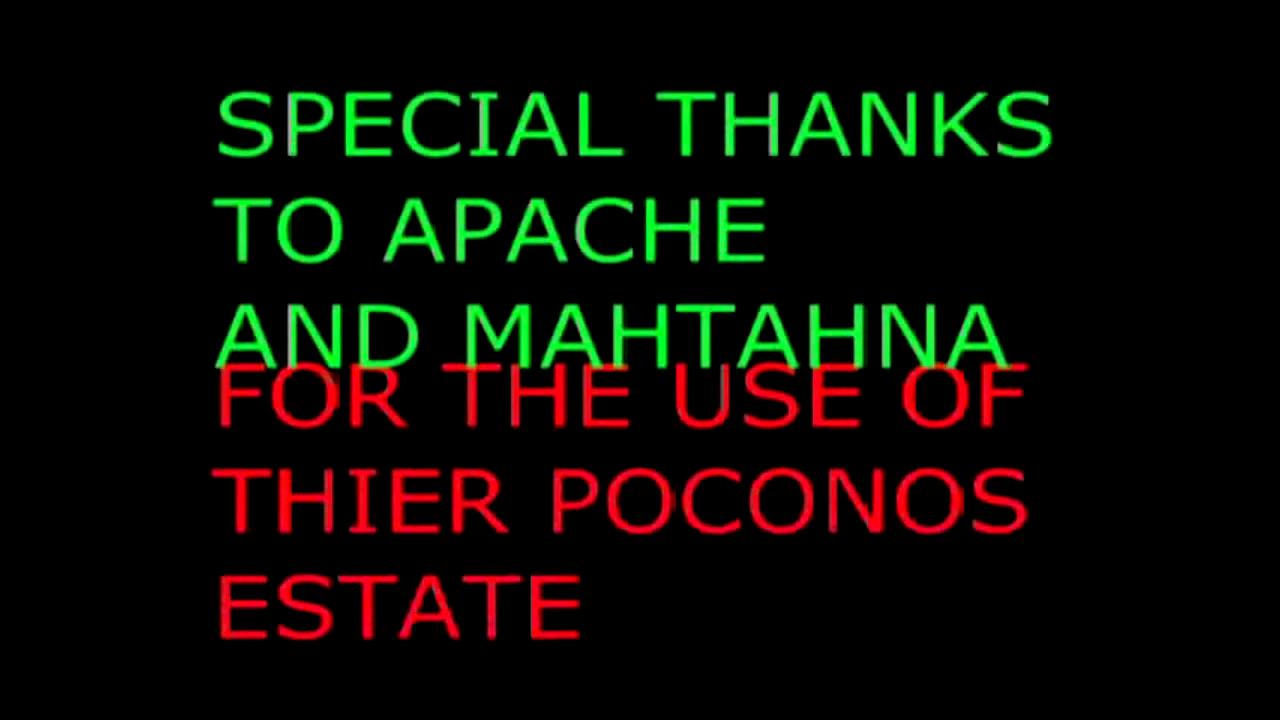 SPECIAL THANKS
TO APACHE
AND MAHTAHNA
FOR THE USE OF
THIER POCONOS
ESTATE